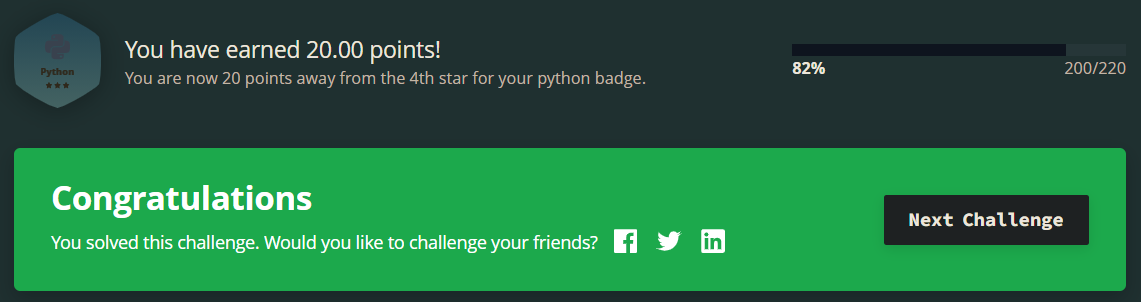 Python
You have earned 20.00 points!
You are now 20 points away from the 4th star for your python badge.
82%
200/220
Congratulations
You solved this challenge. Would you like to challenge your friends?
Next Challenge